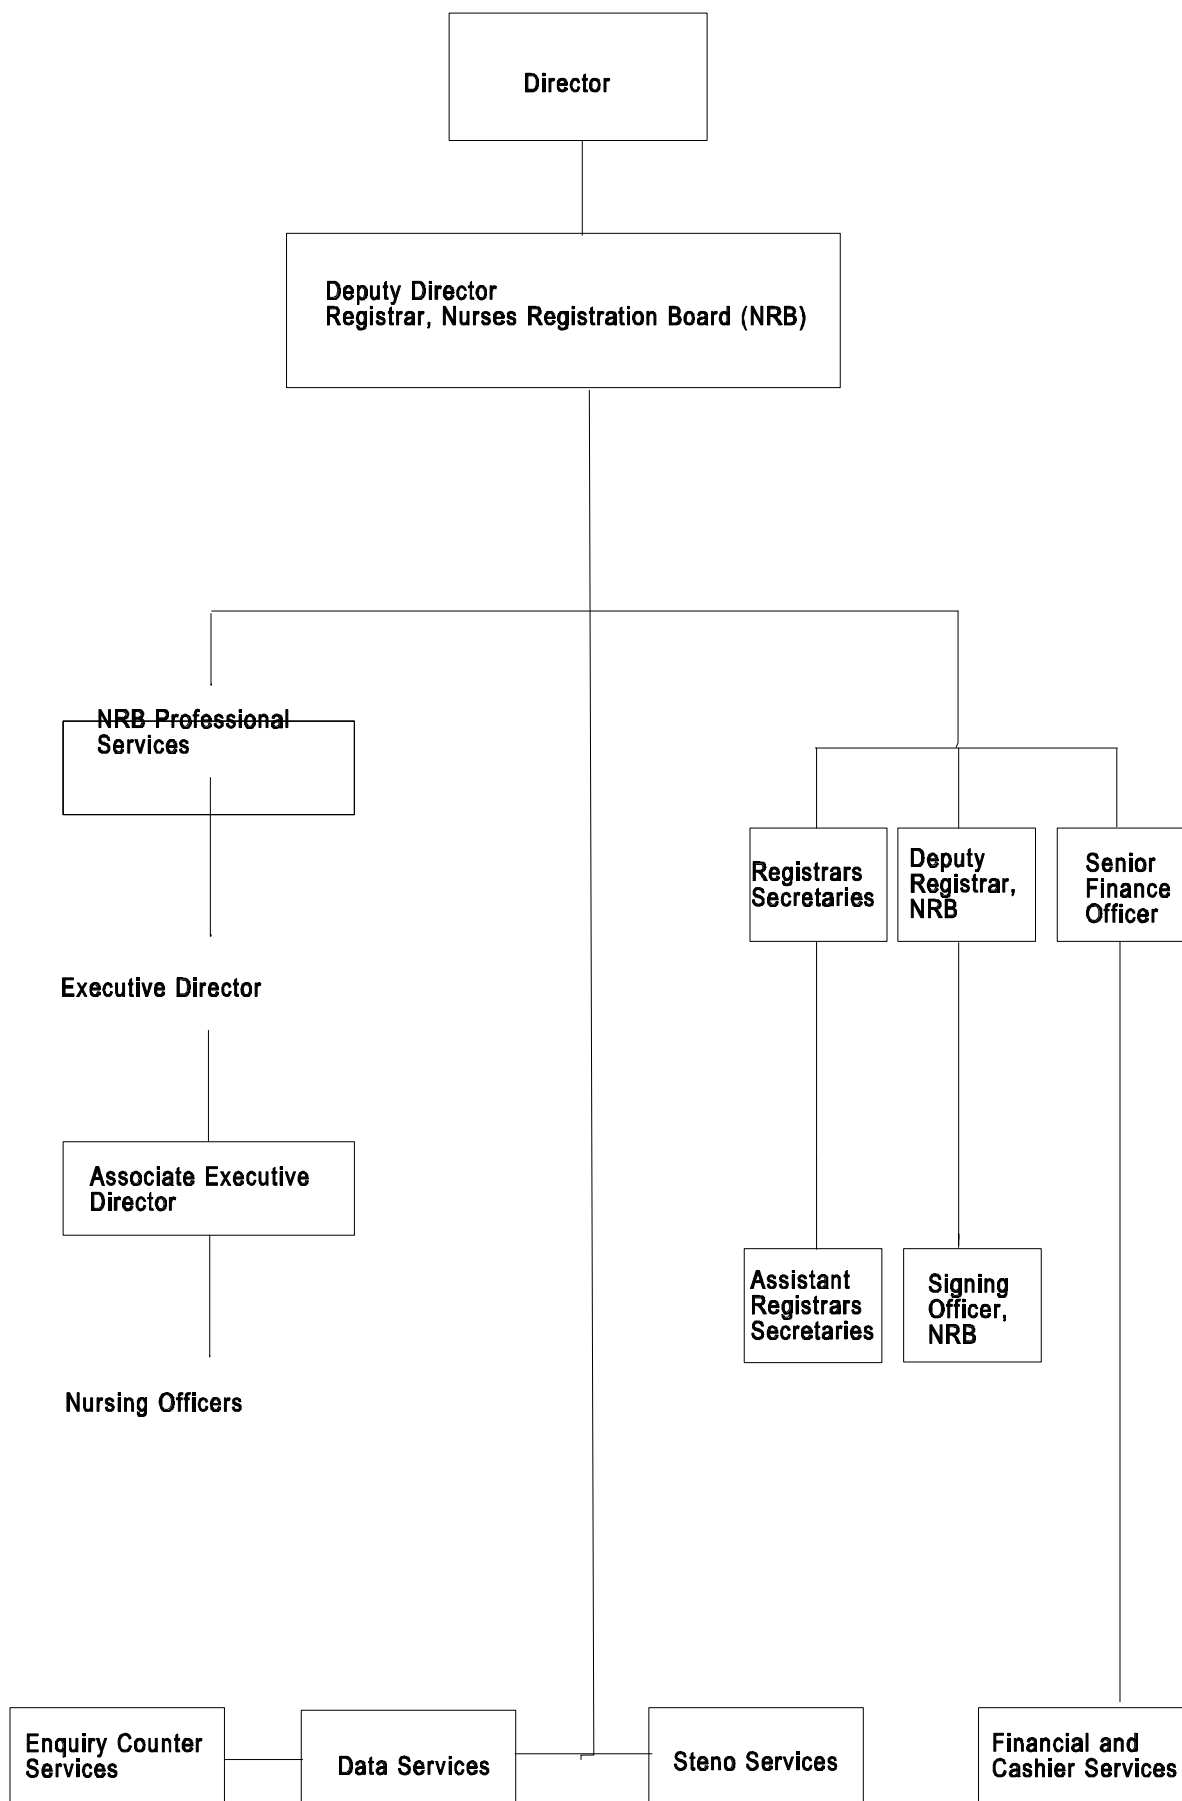 Director
Deputy Director
Registrar, Nurses Registration Board (NRB)
NRB Professional
Services
Registrars
Secretaries
Deputy
Registrar,
NRB
Senior
Finance
Officer
Executive Director
Associate Executive
Director
Assistant
Registrars
Secretaries
Signing
Officer,
NRB
Nursing Officers
Enquiry Counter
Services
Data Services
Steno Services
Financial and
Cashier Services